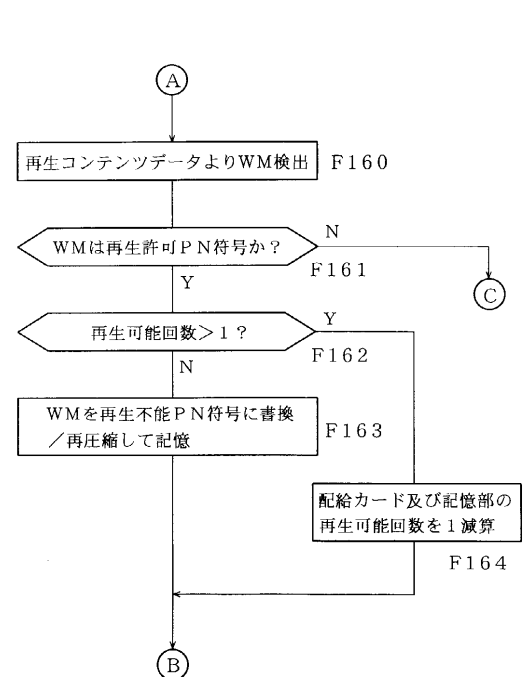 A
再生コンテンツデータよりWM検出
F160
WMは再生許可PN符号か？
N
F161
Y
C
再生可能回数＞1？
Y
F162
N
WMを再生不能PN符号に書換
／再圧縮して記憶
F163
配給カード及び記憶部の
再生可能回数を1減算
F164
B